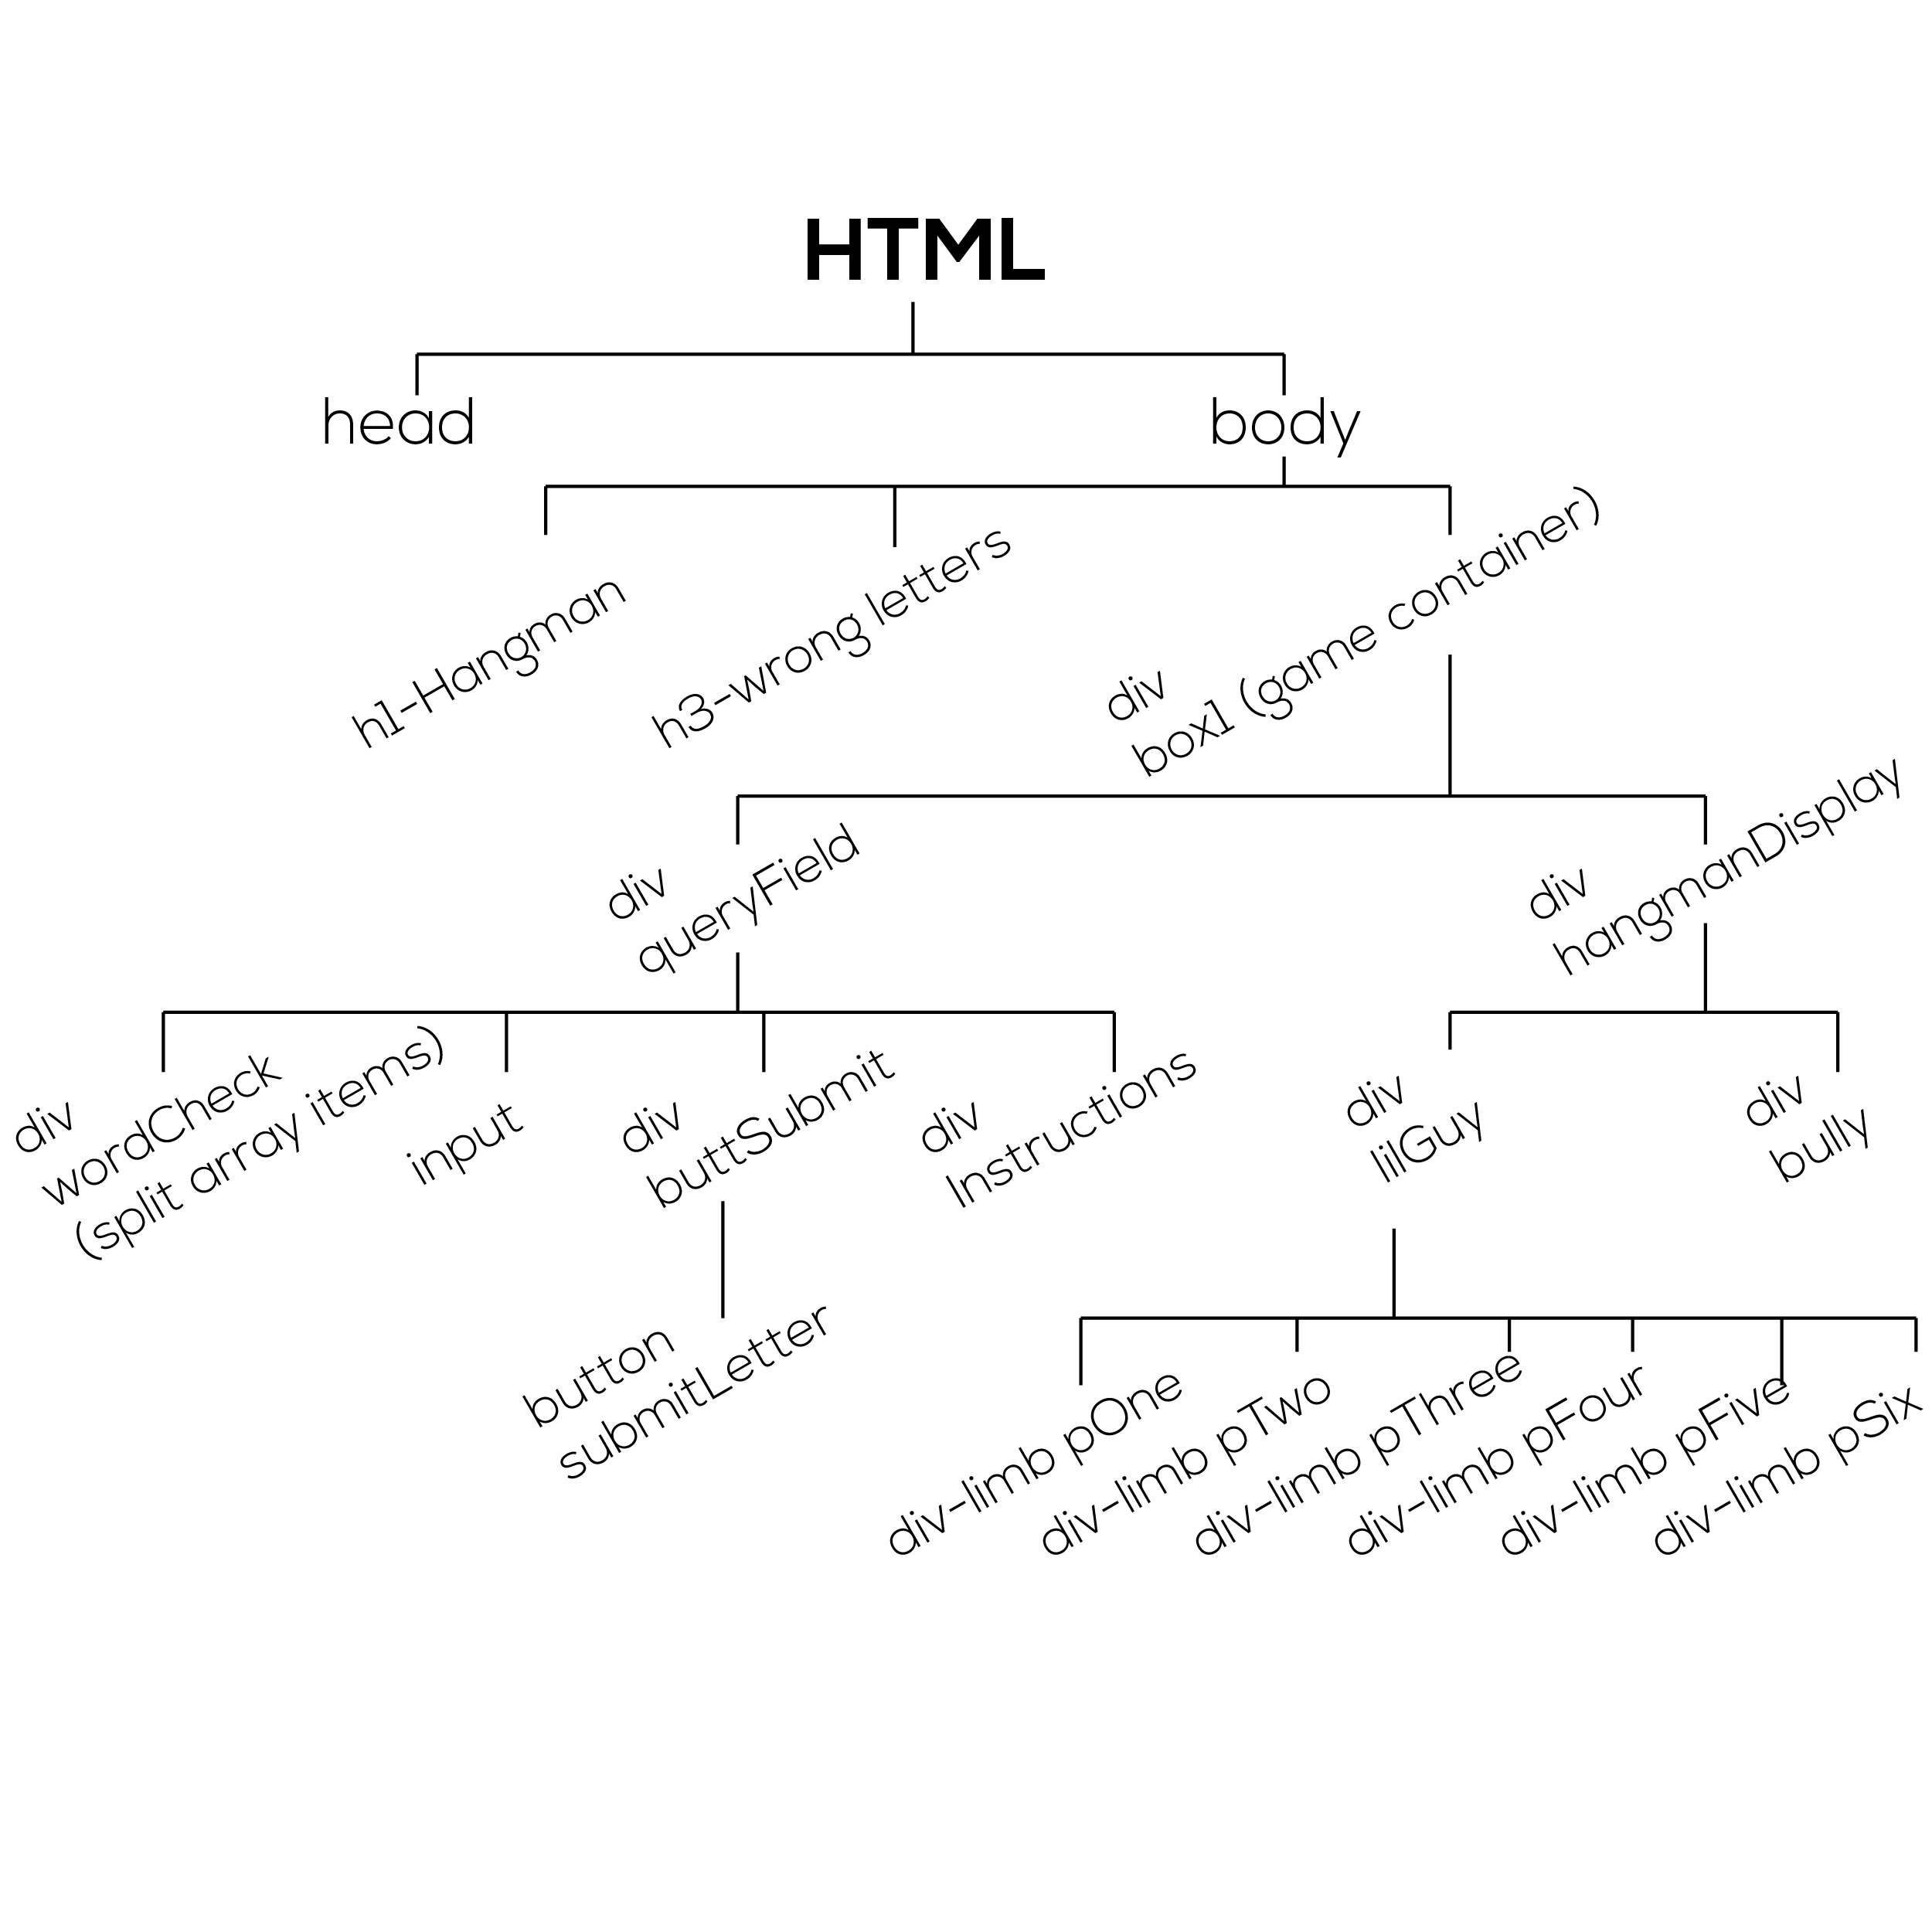 HTML
head
body
h1-Hangman
h3-wrong letters
div
box1 (game container)
div
queryField
div
hangmanDisplay
div
wordCheck
(split array items)
input
div
buttSubmit
div
Instructions
div
lilGuy
div
bully
button
submitLetter
div-limb pOne
div-limb pTwo
div-limb pThree
div-limb pFour
div-limb pFive
div-limb pSix